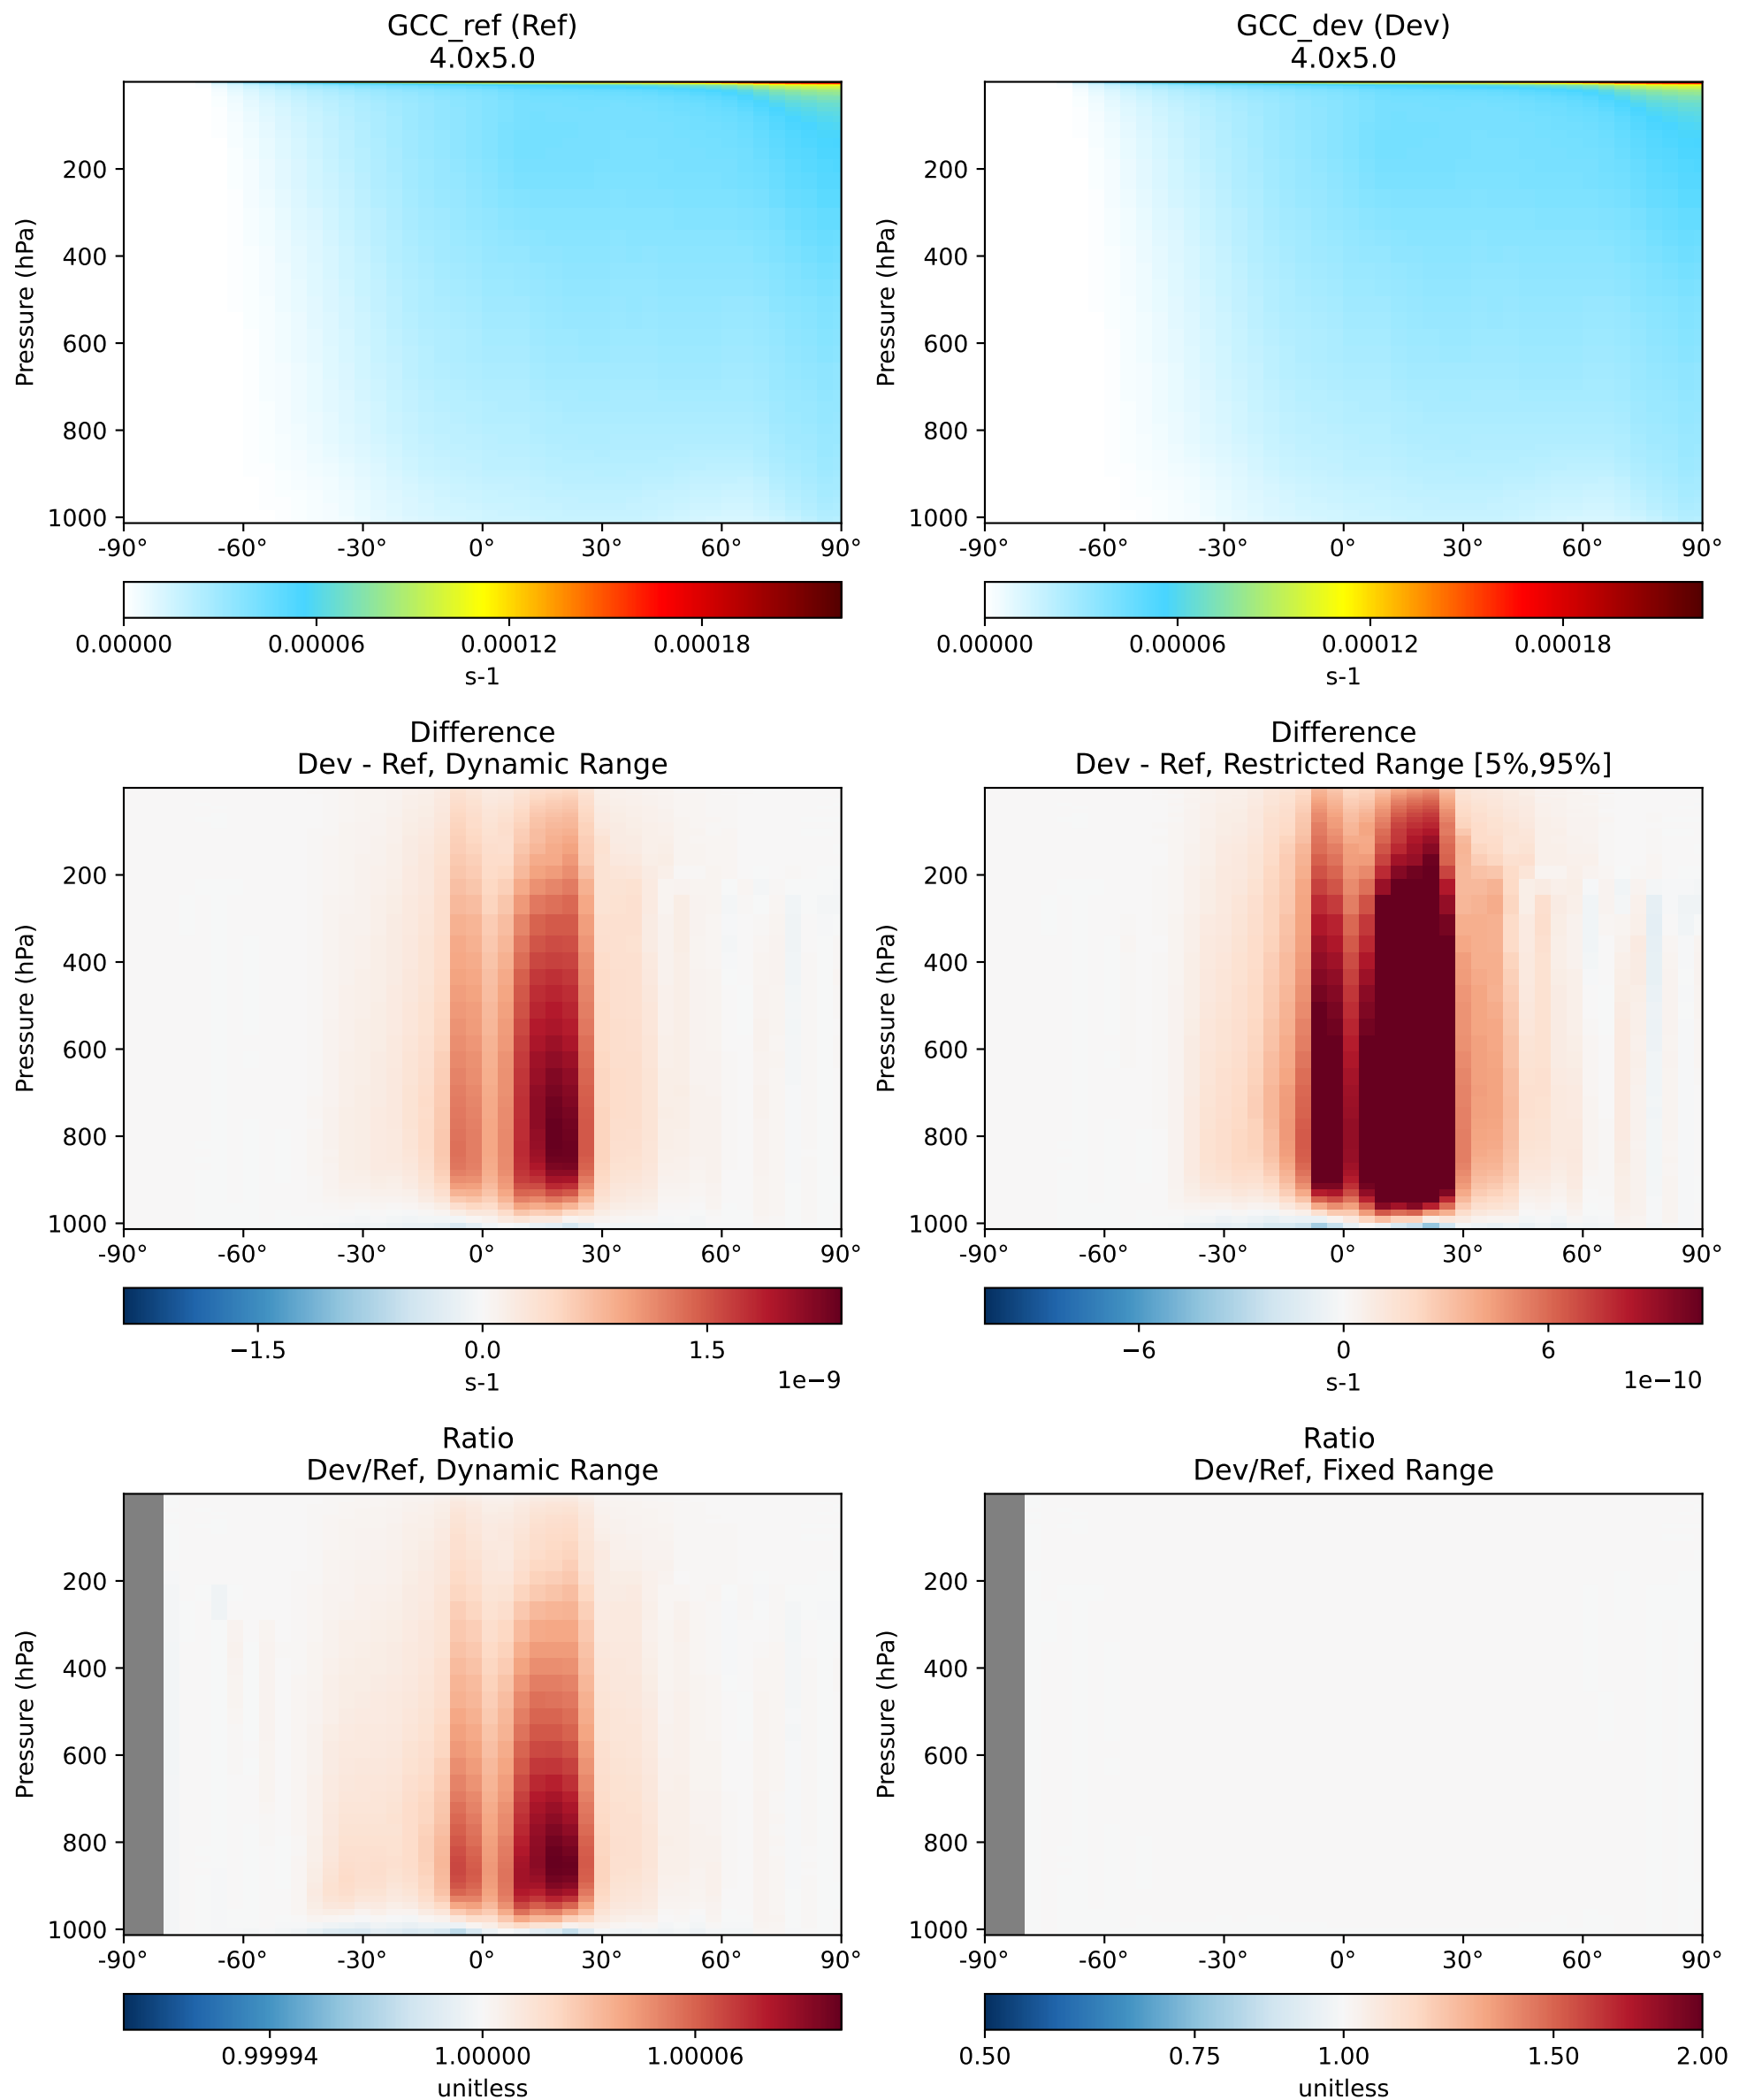 GCC_ref (Ref)
4.0x5.0
Pressure (hPa)
200
400
600
800
1000
-90° -60° -30° 0° 30° 60° 90°
0.00000 0.00006 0.00012 0.00018
s-1
GCC_dev (Dev)
4.0x5.0
Pressure (hPa)
200
400
600
800
1000
-90° -60° -30° 0° 30° 60° 90°
0.00000 0.00006 0.00012 0.00018
s-1
Difference
Dev - Ref, Dynamic Range
Pressure (hPa)
200
400
600
800
1000
-90° -60° -30° 0° 30° 60° 90°
−1.5 0.0 1.5
s-1 1e−9
Difference
Dev - Ref, Restricted Range [5%,95%]
Pressure (hPa)
200
400
600
800
1000
-90° -60° -30° 0° 30° 60° 90°
−6 0 6
s-1 1e−10
Ratio
Dev/Ref, Dynamic Range
Pressure (hPa)
200
400
600
800
1000
-90° -60° -30° 0° 30° 60° 90°
0.99994 1.00000 1.00006
unitless
Ratio
Dev/Ref, Fixed Range
Pressure (hPa)
200
400
600
800
1000
-90° -60° -30° 0° 30° 60° 90°
0.50 0.75 1.00 1.50 2.00
unitless